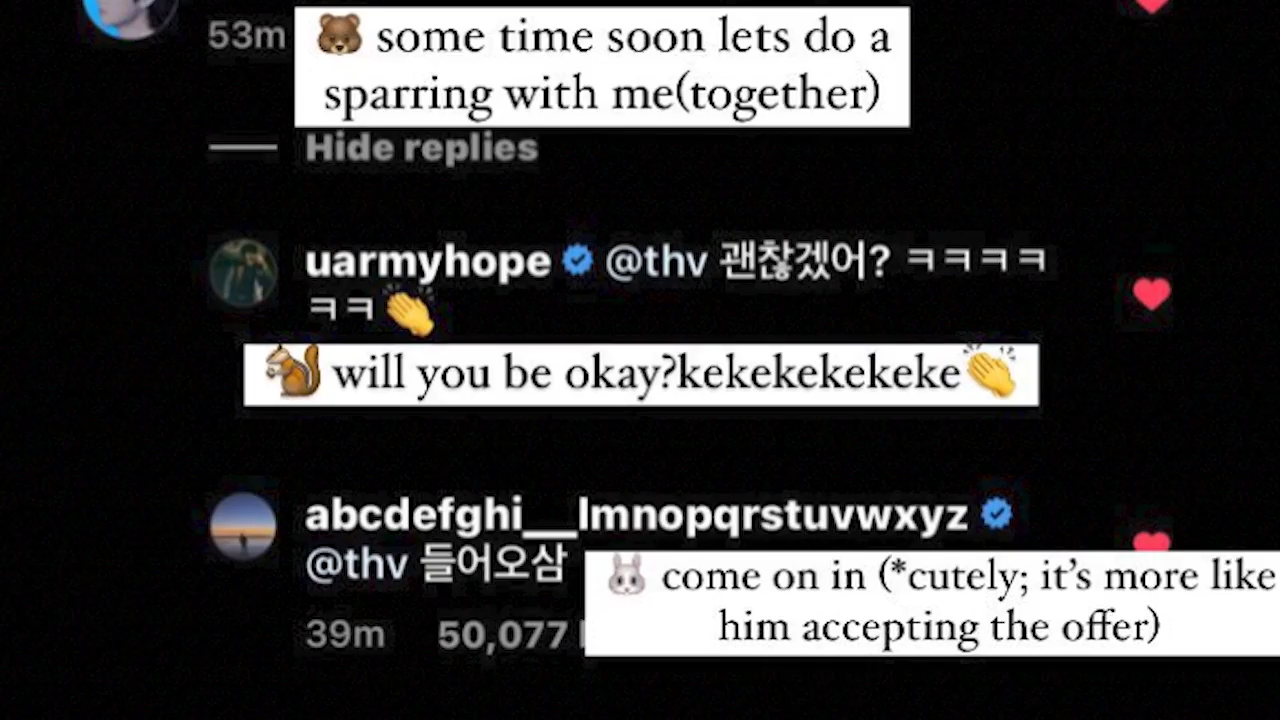 53m
🐻 some time soon lets do a
sparring with me(together)
Hide replies
uarmyhope @thv 괜찮겠어? ㅋㅋㅋㅋ
ㅋㅋ👏
🐿️ will you be okay?kekekekekeke👏
abcdefghi__lmnopqrstuvwxyz
@thv 들어오삼
🐰 come on in (*cutely; it's more like
him accepting the offer)
39m 50,077